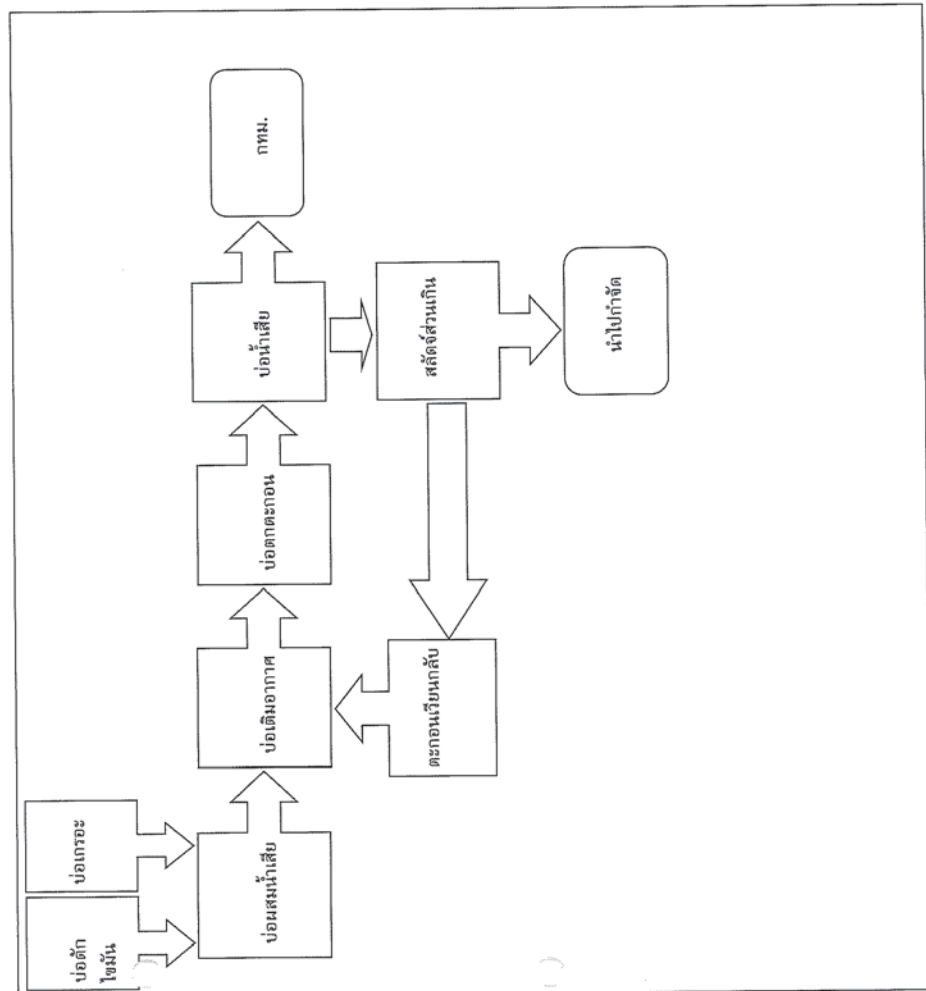 บ่อดัก
ไขมัน
บ่อเกรอะ
บ่อผสมน้ำเสีย
บ่อเติมอากาศ
บ่อตกตะกอน
บ่อน้ำเสีย
กทม.
ตะกอนเวียนกลับ
สลัดจ์ส่วนเกิน
นำไปกำจัด